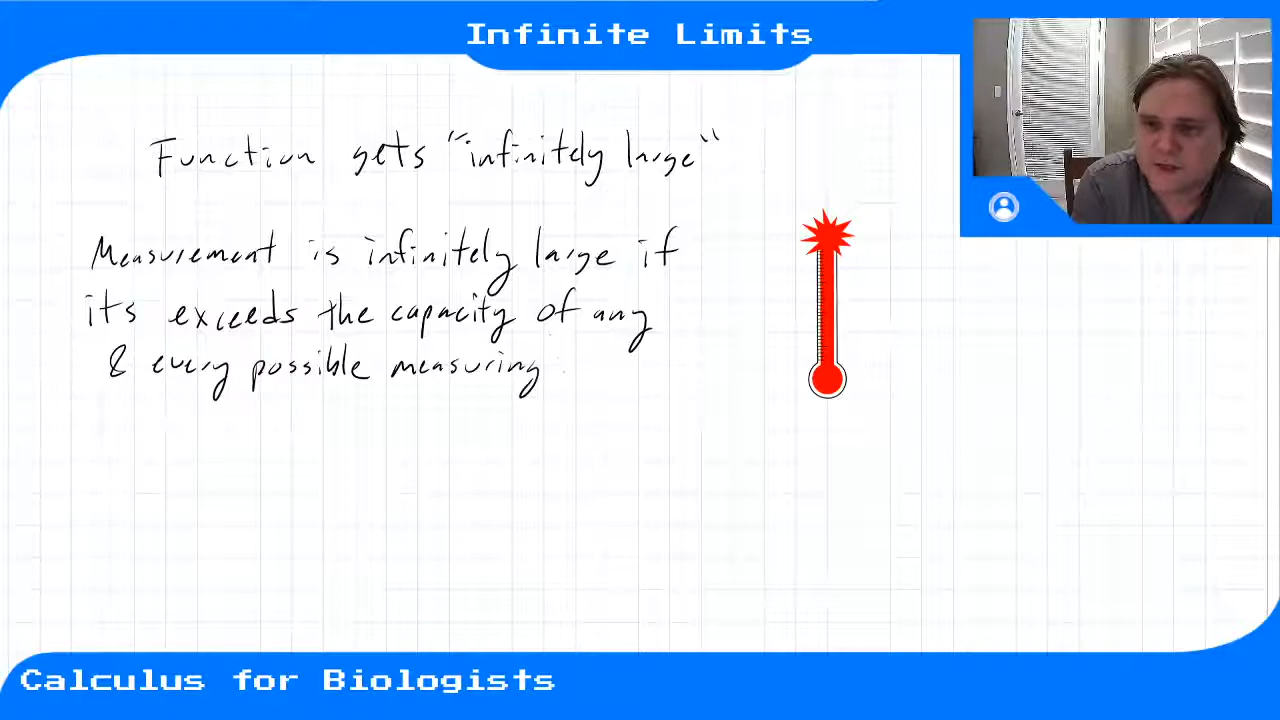 Infinite Limits
Function gets "infinitely large"
Measurement is infinitely large if
its exceeds the capacity of any
& every possible measuring
Calculus for Biologists